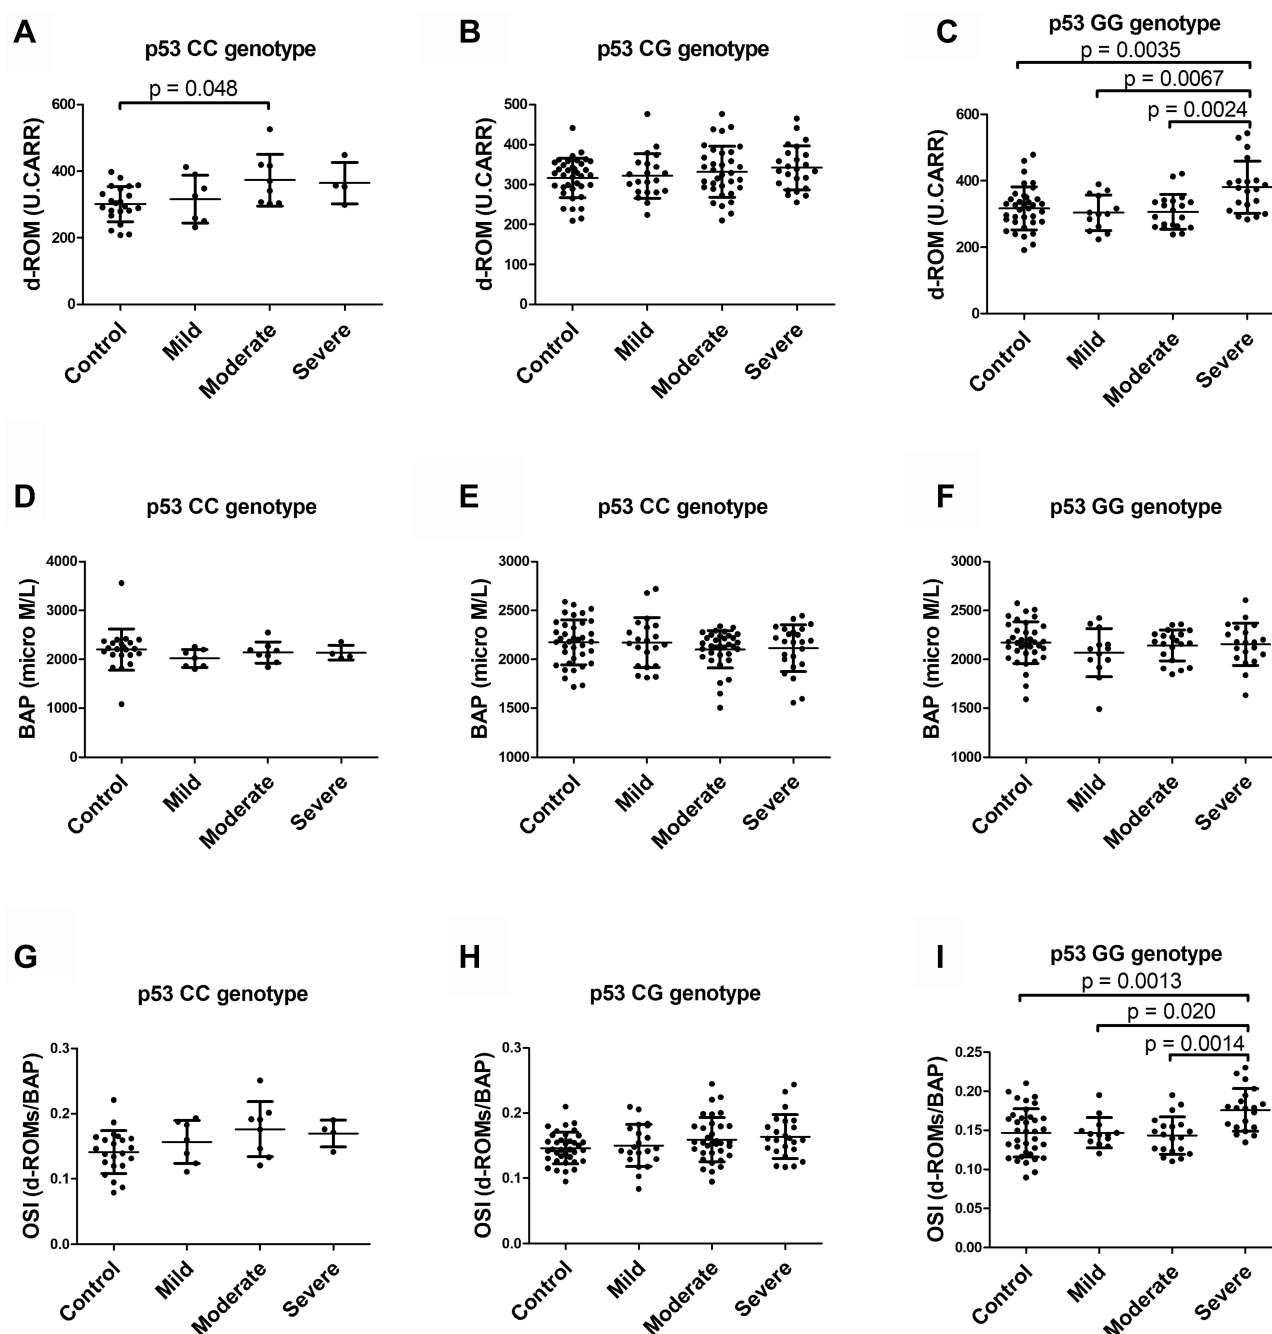 A
p53 CC genotype
p = 0.048
d-ROM (U.CARR)
600
400
200
0
Control
Mild
Moderate
Severe
B
p53 CG genotype
d-ROM (U.CARR)
500
400
300
200
100
0
Control
Mild
Moderate
Severe
C
p53 GG genotype
p = 0.0035
p = 0.0067
p = 0.0024
d-ROM (U.CARR)
600
400
200
0
Control
Mild
Moderate
Severe
D
p53 CC genotype
BAP (micro M/L)
4000
3000
2000
1000
0
Control
Mild
Moderate
Severe
E
p53 CC genotype
BAP (micro M/L)
3000
2500
2000
1500
1000
Control
Mild
Moderate
Severe
F
p53 GG genotype
BAP (micro M/L)
3000
2500
2000
1500
1000
Control
Mild
Moderate
Severe
G
p53 CC genotype
OSI (d-ROMs/BAP)
0.3
0.2
0.1
0.0
Control
Mild
Moderate
Severe
H
p53 CG genotype
OSI (d-ROMs/BAP)
0.3
0.2
0.1
0.0
Control
Mild
Moderate
Severe
I
p53 GG genotype
p = 0.0013
p = 0.020
p = 0.0014
OSI (d-ROMs/BAP)
0.25
0.20
0.15
0.10
0.05
0.00
Control
Mild
Moderate
Severe